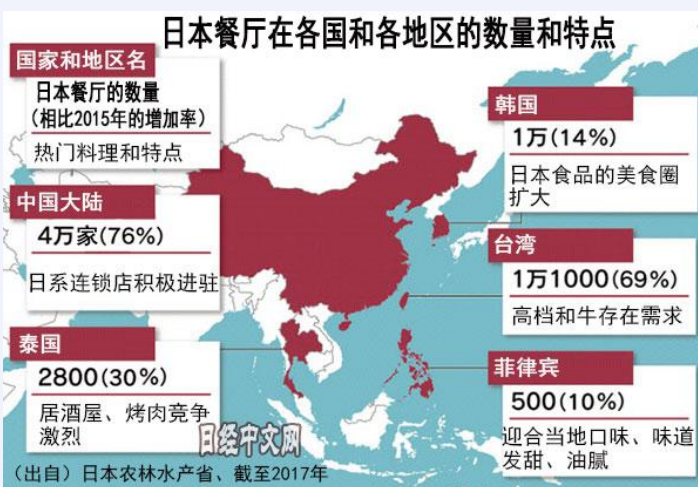 日本餐厅在各国和各地区的数量和特点
国家和地区名
日本餐厅的数量
(相比2015年的增加率)
热门料理和特点
中国大陆
4万家(76%)
日系连锁店积极进驻
泰国
2800(30%)
居酒屋、烤肉竞争
激烈
韩国
1万(14%)
日本食品的美食圈
扩大
台湾
1万1000(69%)
高档和牛存在需求
菲律宾
500(10%)
迎合当地口味、味道
发甜、油腻
日经中文网
(出自)日本农林水产省、截至2017年